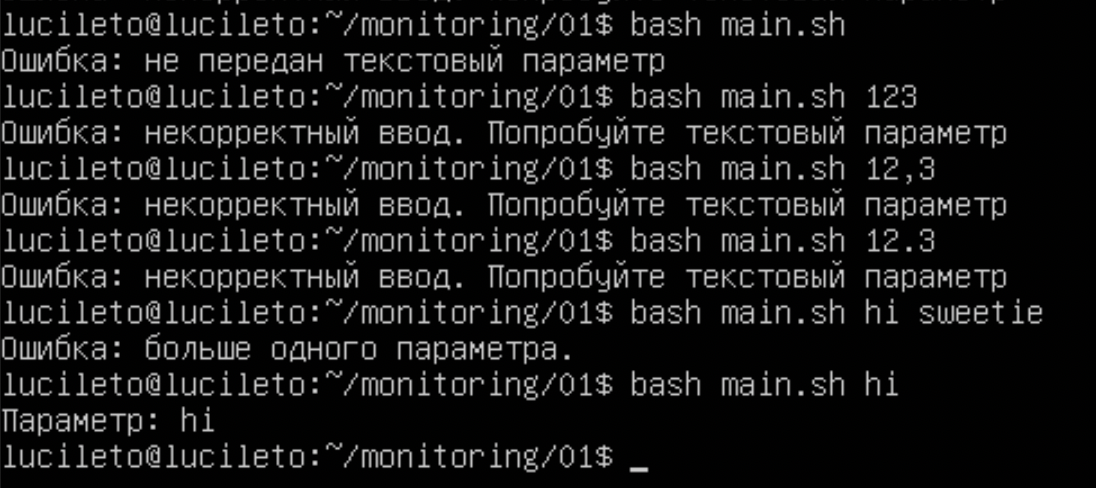 lucileto@lucileto:~/monitoring/01$ bash main.sh
Ошибка: не передан текстовый параметр
lucileto@lucileto:~/monitoring/01$ bash main.sh 123
Ошибка: некорректный ввод. Попробуйте текстовый параметр
lucileto@lucileto:~/monitoring/01$ bash main.sh 12,3
Ошибка: некорректный ввод. Попробуйте текстовый параметр
lucileto@lucileto:~/monitoring/01$ bash main.sh 12.3
Ошибка: некорректный ввод. Попробуйте текстовый параметр
lucileto@lucileto:~/monitoring/01$ bash main.sh hi sweetie
Ошибка: больше одного параметра.
lucileto@lucileto:~/monitoring/01$ bash main.sh hi
Параметр: hi
lucileto@lucileto:~/monitoring/01$ _